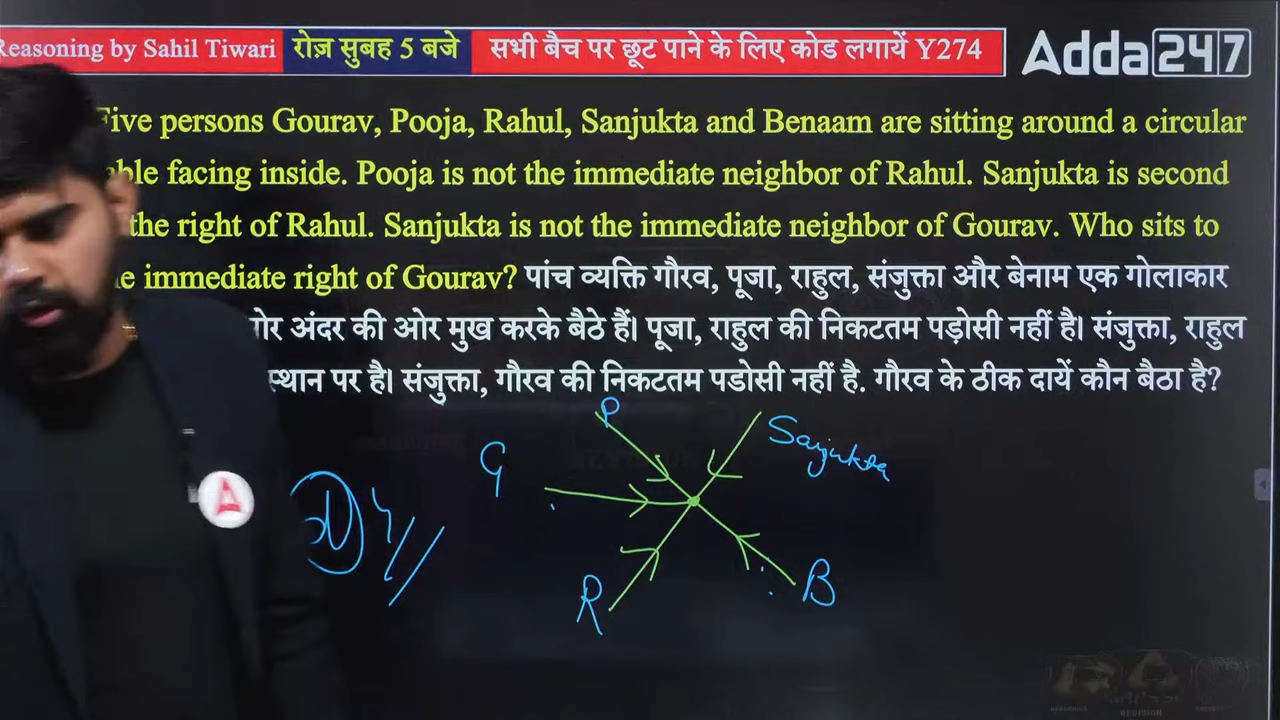 Reasoning by Sahil Tiwari रोज़ सुबह 5 बजे सभी बैच पर छूट पाने के लिए कोड लगायें Y274 Adda 247
Five persons Gourav, Pooja, Rahul, Sanjukta and Benaam are sitting around a circular
facing inside. Pooja is not the immediate neighbor of Rahul. Sanjukta is second
the right of Rahul. Sanjukta is not the immediate neighbor of Gourav. Who sits to
immediate right of Gourav? पांच व्यक्ति गौरव, पूजा, राहुल, संजुक्ता और बेनाम एक गोलाकार
अंदर की ओर मुख करके बैठे हैं। पूजा, राहुल की निकटतम पड़ोसी नहीं है। संजुक्ता, राहुल
स्थान पर है। संजुक्ता, गौरव की निकटतम पडोसी नहीं है. गौरव के ठीक दायें कौन बैठा है?
P
Sanjukta
G
A
R
B